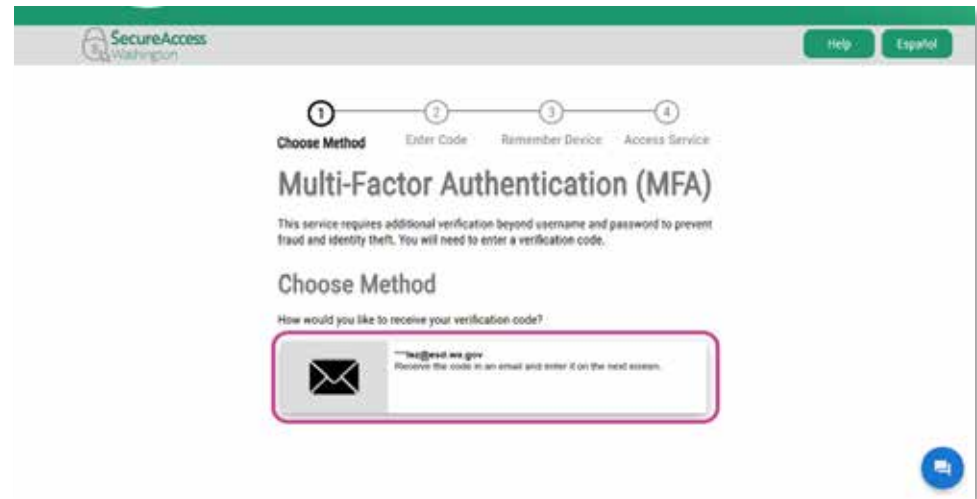 SecureAccess
Washington
Help
Español
1
2
3
4
Choose Method
Enter Code
Remember Device
Access Service
Multi-Factor Authentication (MFA)
This service requires additional verification beyond username and password to prevent
fraud and identity theft. You will need to enter a verification code.
Choose Method
How would you like to receive your verification code?
@esd.wa.gov
Receive the code in an email and enter it on the next screen.